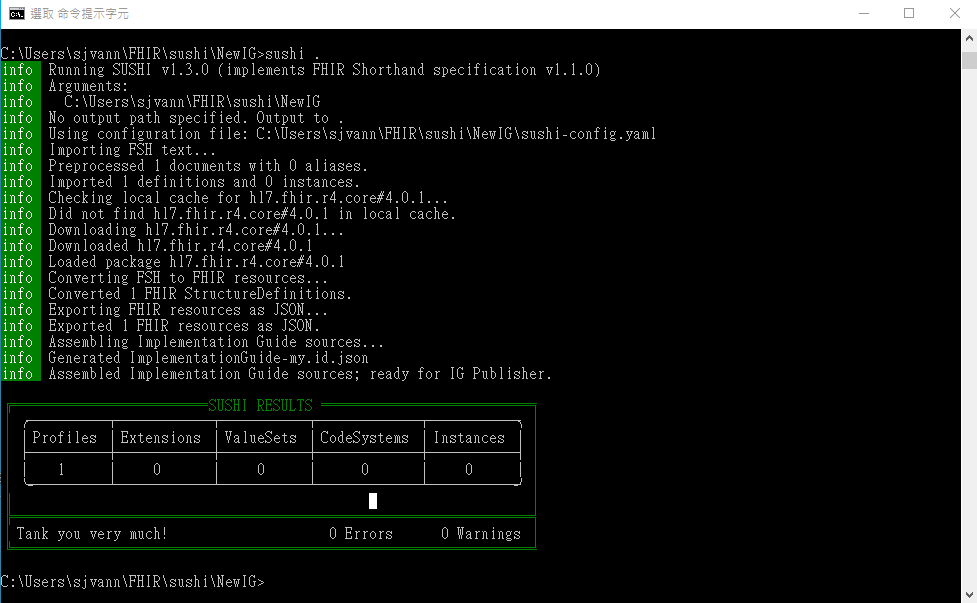 選取 命令提示字元
C:\Users\sjvann\FHIR\sushi\NewIG>sushi .
info Running SUSHI v1.3.0 (implements FHIR Shorthand specification v1.1.0)
info Arguments:
info C:\Users\sjvann\FHIR\sushi\NewIG
info No output path specified. Output to .
info Using configuration file: C:\Users\sjvann\FHIR\sushi\NewIG\sushi-config.yaml
info Importing FSH text...
info Preprocessed 1 documents with 0 aliases.
info Imported 1 definitions and 0 instances.
info Checking local cache for hl7.fhir.r4.core#4.0.1...
info Did not find hl7.fhir.r4.core#4.0.1 in local cache.
info Downloading hl7.fhir.r4.core#4.0.1...
info Downloaded hl7.fhir.r4.core#4.0.1
info Loaded package hl7.fhir.r4.core#4.0.1
info Converting FSH to FHIR resources...
info Converted 1 FHIR StructureDefinitions.
info Exporting FHIR resources as JSON...
info Exported 1 FHIR resources as JSON.
info Assembling Implementation Guide sources...
info Generated ImplementationGuide-my.id.json
info Assembled Implementation Guide sources; ready for IG Publisher.
SUSHI RESULTS
Profiles Extensions ValueSets CodeSystems Instances
1 0 0 0 0
Tank you very much! 0 Errors 0 Warnings
C:\Users\sjvann\FHIR\sushi\NewIG>